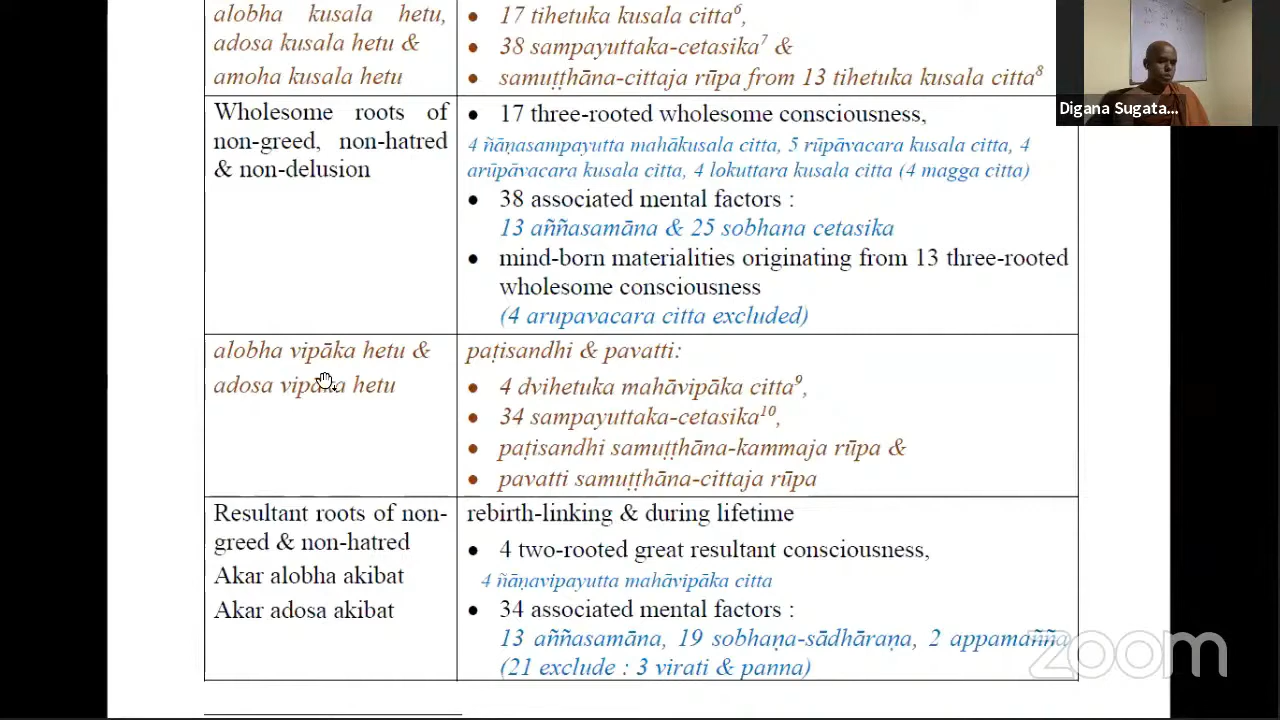 alobha kusala hetu,
adosa kusala hetu &
amoha kusala hetu
• 17 tihetuka kusala citta⁶,
• 38 sampayuttaka-cetasika⁷ &
• samuṭṭhāna-cittaja rūpa from 13 tihetuka kusala citta⁸
Wholesome roots of
non-greed, non-hatred
& non-delusion
• 17 three-rooted wholesome consciousness,
4 ñāṇasampayutta mahākusala citta, 5 rūpāvacara kusala citta, 4
arūpāvacara kusala citta, 4 lokuttara kusala citta (4 magga citta)
• 38 associated mental factors :
13 aññasamāna & 25 sobhana cetasika
• mind-born materialities originating from 13 three-rooted
wholesome consciousness
(4 arupavacara citta excluded)
alobha vipāka hetu &
adosa vipāka hetu
paṭisandhi & pavatti:
• 4 dvihetuka mahāvipāka citta⁹,
• 34 sampayuttaka-cetasika¹⁰,
• paṭisandhi samuṭṭhāna-kammaja rūpa &
• pavatti samuṭṭhāna-cittaja rūpa
Resultant roots of non-
greed & non-hatred
Akar alobha akibat
Akar adosa akibat
rebirth-linking & during lifetime
• 4 two-rooted great resultant consciousness,
4 ñāṇavipayutta mahāvipāka citta
• 34 associated mental factors :
13 aññasamāna, 19 sobhaṇa-sādhāraṇa, 2 appamaññā
(21 exclude : 3 virati & panna)
Digana Sugata...
zoom